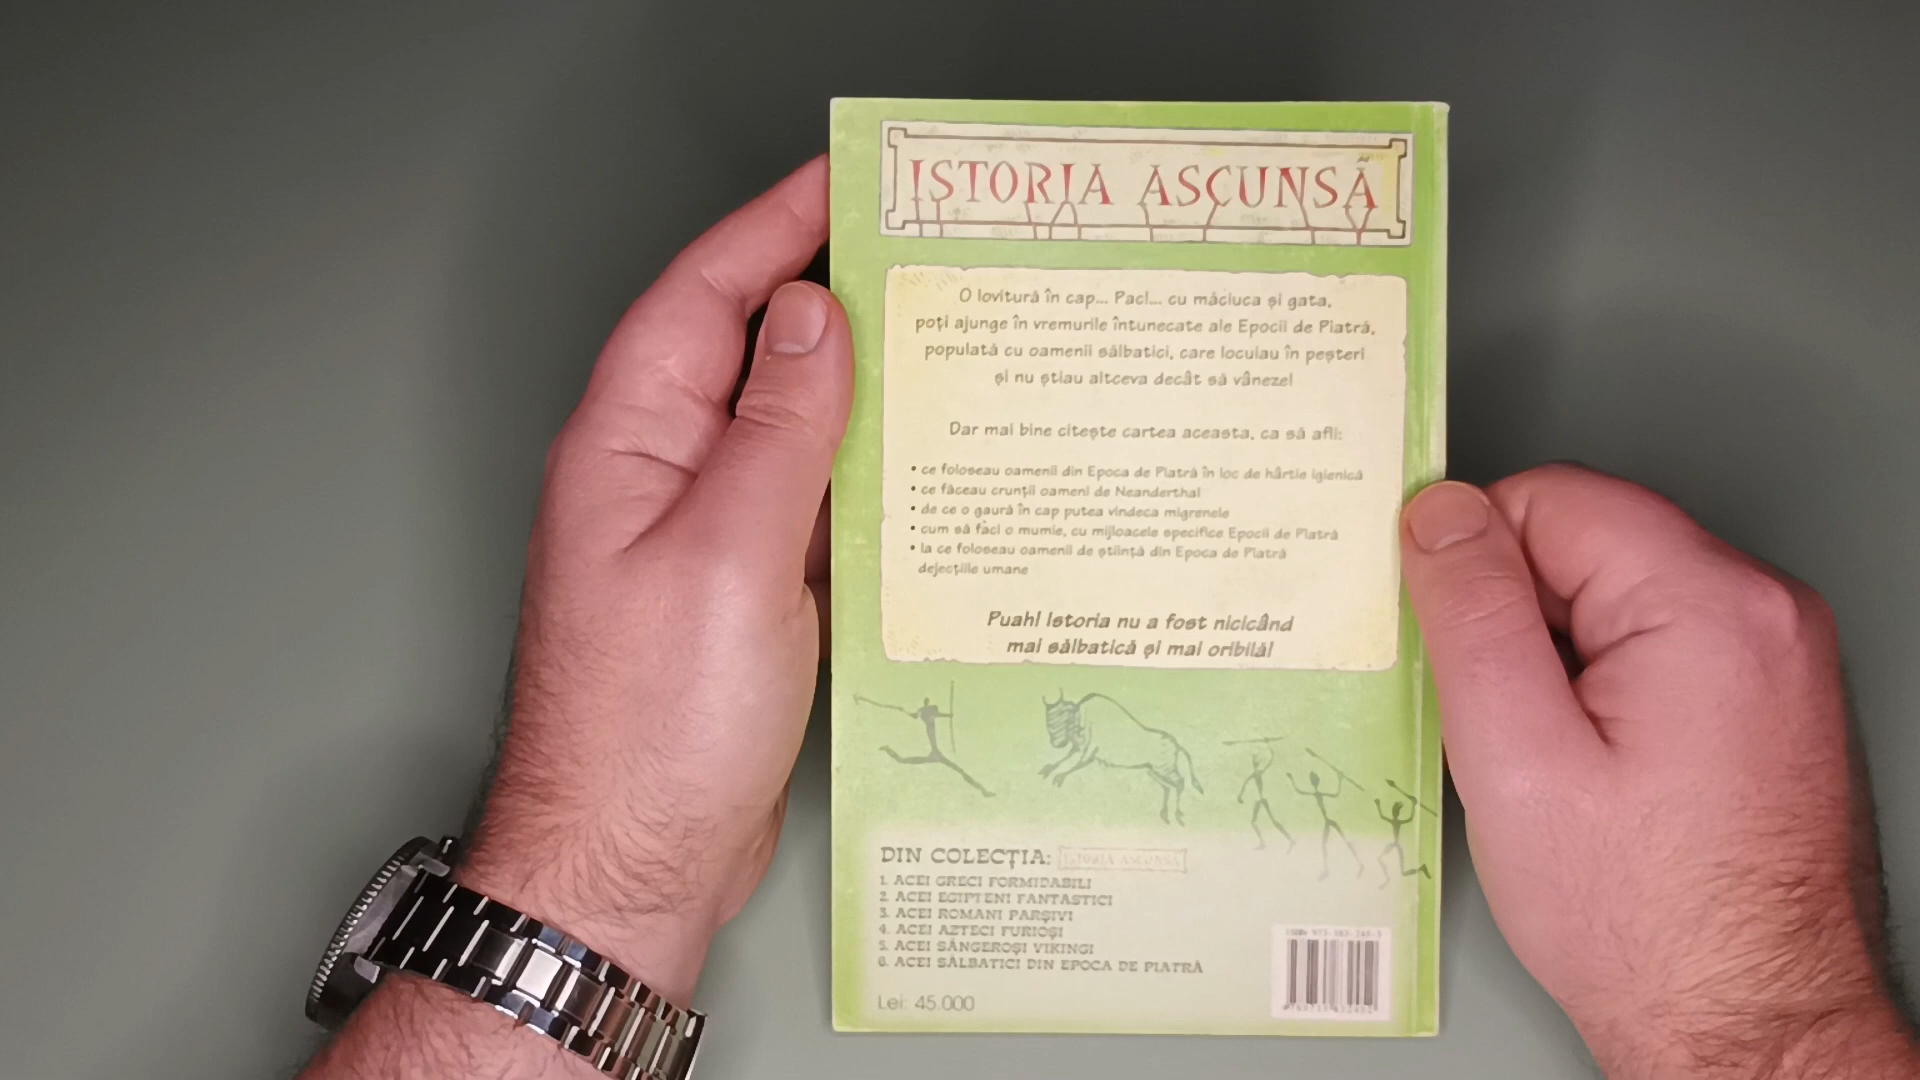 ISTORIA ASCUNSĂ
O lovitură în cap... Pac!... cu măciuca și gata,
poți ajunge în vremurile întunecate ale Epocii de Piatră,
populată cu oamenii sălbatici, care locuiau în peșteri
și nu știau altceva decât să vâneze!
Dar mai bine citește cartea aceasta, ca să afli:
• ce foloseau oamenii din Epoca de Piatră în loc de hârtie igienică
• ce făceau crunții oameni de Neanderthal
• de ce o gaură în cap putea vindeca migrenele
• cum să faci o mumie, cu mijloacele specifice Epocii de Piatră
• la ce foloseau oamenii de știință din Epoca de Piatră
dejecțiile umane
Puah! Istoria nu a fost nicicând
mai sălbatică și mai oribilă!
DIN COLECȚIA: ISTORIA ASCUNSĂ
1. ACEI GRECI FORMIDABILI
2. ACEI EGIPTENI FANTASTICI
3. ACEI ROMANI PARȘIVI
4. ACEI AZTECI FURIOȘI
5. ACEI SÂNGEROȘI VIKINGI
6. ACEI SĂLBATICI DIN EPOCA DE PIATRĂ
Lei: 45.000
ISBN